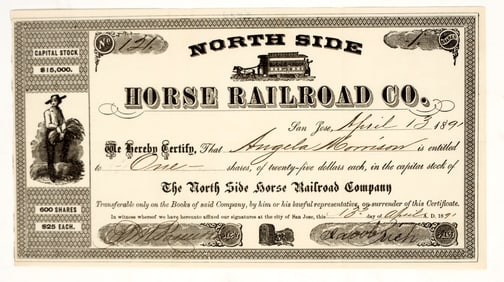 CAPITAL STOCK
$15,000.
600 SHARES
$25 EACH.
No 121.
1
NORTH SIDE
HORSE RAILROAD CO.
San Jose, April 13 1891
We Hereby Certify, That Angela Morrison is entitled
to One shares, of twenty-five dollars each, in the capital stock of
The North Side Horse Railroad Company
Transferable only on the Books of said Company, by him or his lawful representative, on surrender of this Certificate.
In witness whereof we have hereunto affixed our signatures at the city of San Jose, this 13th day of April A. D. 1891